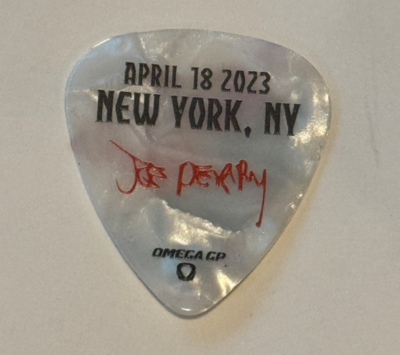 APRIL 18 2023
NEW YORK, NY
JOE PERRY
OMEGA GP